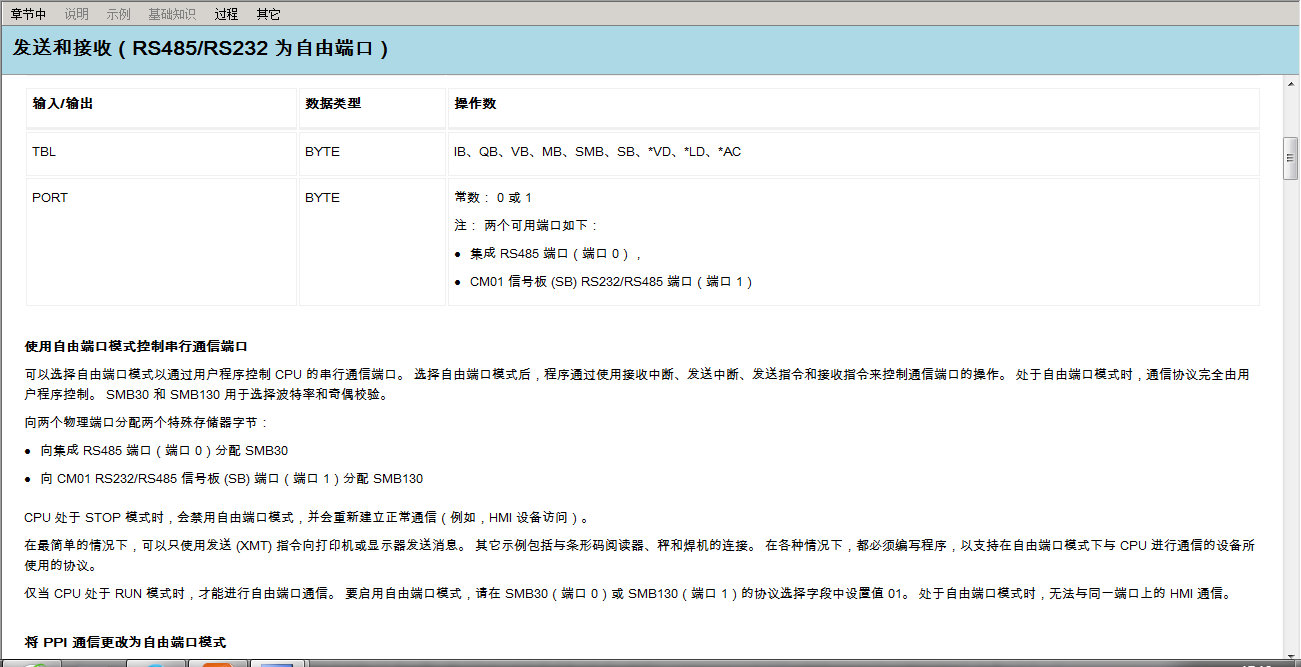 章节中 说明 示例 基础知识 过程 其它
发送和接收 ( RS485/RS232 为自由端口 )
输入/输出 数据类型 操作数
TBL BYTE IB、QB、VB、MB、SMB、SB、*VD、*LD、*AC
PORT BYTE 常数： 0 或 1
注： 两个可用端口如下：
● 集成 RS485 端口（端口 0），
● CM01 信号板 (SB) RS232/RS485 端口（端口 1）
使用自由端口模式控制串行通信端口
可以选择自由端口模式以通过用户程序控制 CPU 的串行通信端口。 选择自由端口模式后，程序通过使用接收中断、发送中断、发送指令和接收指令来控制通信端口的操作。 处于自由端口模式时，通信协议完全由用
户程序控制。 SMB30 和 SMB130 用于选择波特率和奇偶校验。
向两个物理端口分配两个特殊存储器字节：
● 向集成 RS485 端口（端口 0）分配 SMB30
● 向 CM01 RS232/RS485 信号板 (SB) 端口（端口 1）分配 SMB130
CPU 处于 STOP 模式时，会禁用自由端口模式，并会重新建立正常通信（例如，HMI 设备访问）。
在最简单的情况下，可以只使用发送 (XMT) 指令向打印机或显示器发送消息。 其它示例包括与条形码阅读器、秤和焊机的连接。 在各种情况下，都必须编写程序，以支持在自由端口模式下与 CPU 进行通信的设备所
使用的协议。
仅当 CPU 处于 RUN 模式时，才能进行自由端口通信。 要启用自由端口模式，请在 SMB30（端口 0）或 SMB130（端口 1）的协议选择字段中设置值 01。 处于自由端口模式时，无法与同一端口上的 HMI 通信。
将 PPI 通信更改为自由端口模式